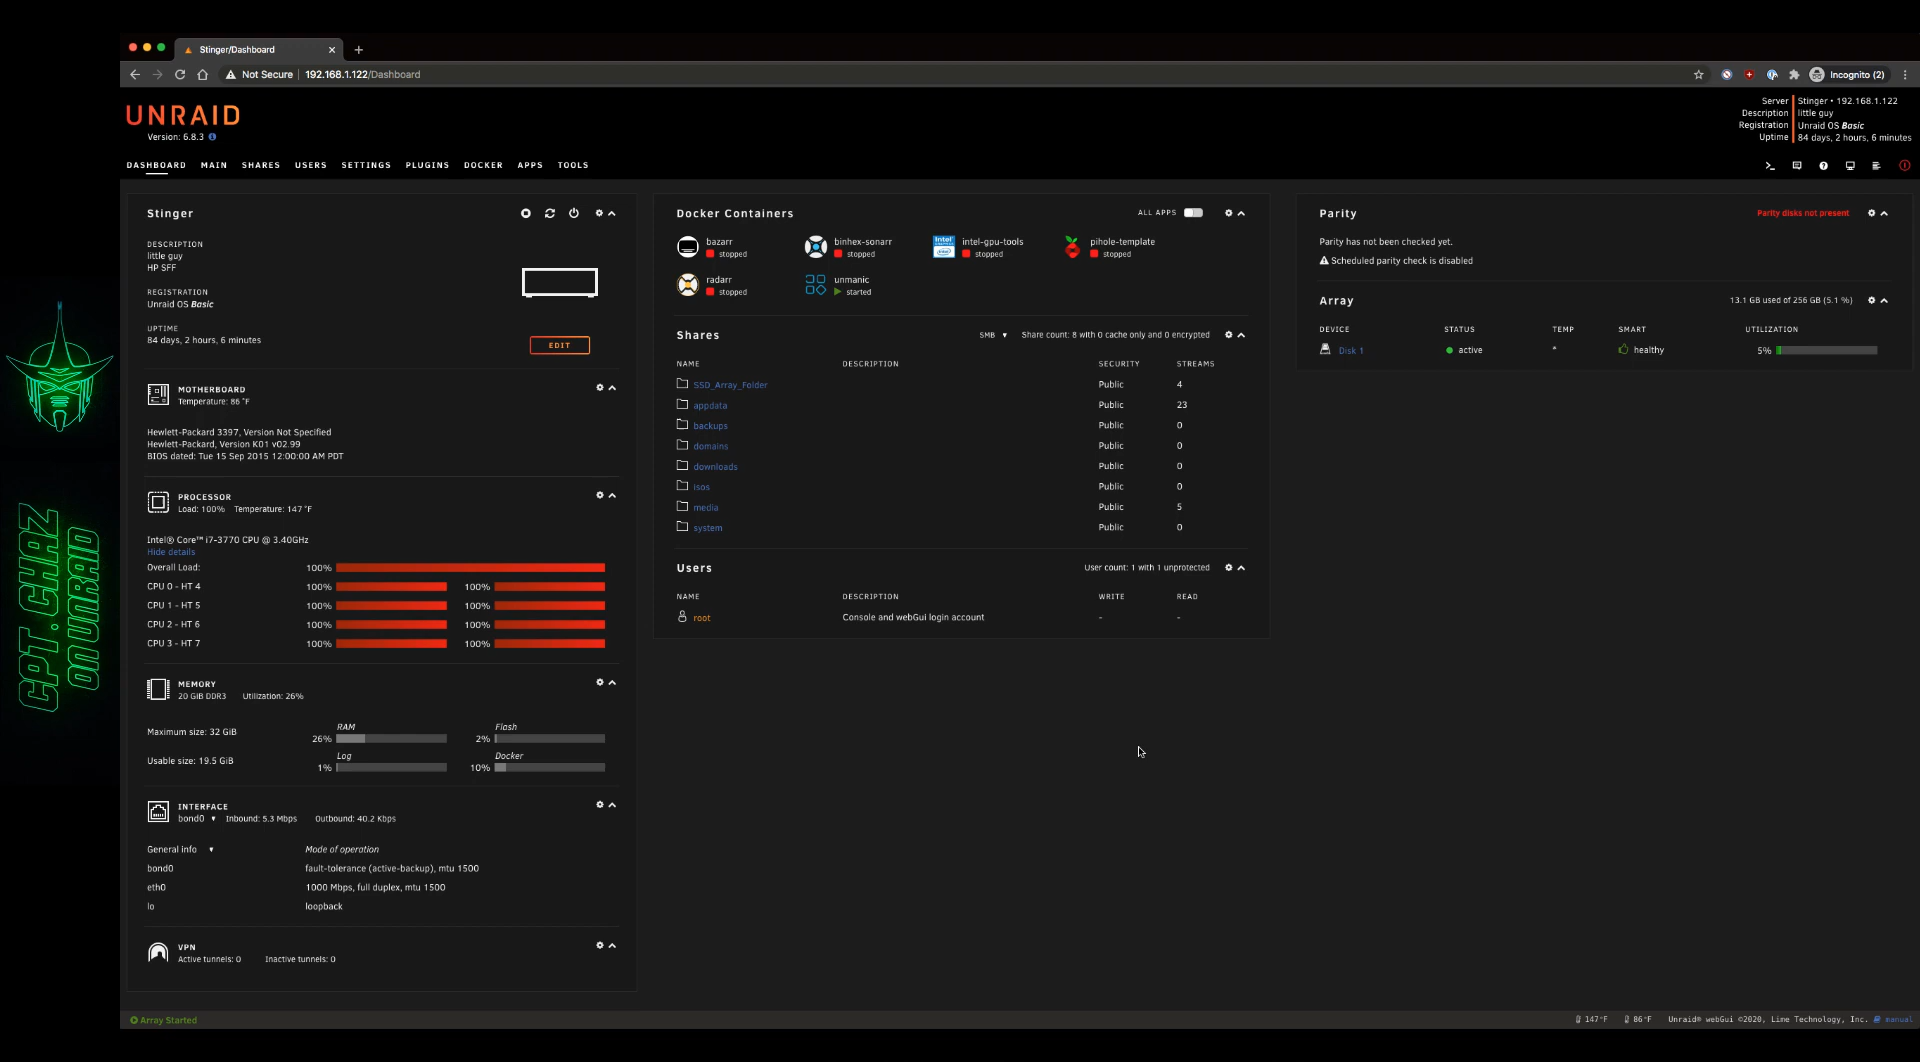 Stinger/Dashboard
Not Secure 192.168.1.122/Dashboard
Incognito (2)
UNRAID
Version: 6.8.3
Server Stinger • 192.168.1.122
Description little guy
Registration Unraid OS Basic
Uptime 84 days, 2 hours, 6 minutes
DASHBOARD MAIN SHARES USERS SETTINGS PLUGINS DOCKER APPS TOOLS
CPT.CHAZ
ON UNRAID
Stinger
DESCRIPTION
little guy
HP SFF
REGISTRATION
Unraid OS Basic
UPTIME
84 days, 2 hours, 6 minutes
EDIT
MOTHERBOARD
Temperature: 86 °F
Hewlett-Packard 3397, Version Not Specified
Hewlett-Packard, Version K01 v02.99
BIOS dated: Tue 15 Sep 2015 12:00:00 AM PDT
PROCESSOR
Load: 100% Temperature: 147 °F
Intel® Core™ i7-3770 CPU @ 3.40GHz
Hide details
Overall Load: 100%
CPU 0 - HT 4 100% 100%
CPU 1 - HT 5 100% 100%
CPU 2 - HT 6 100% 100%
CPU 3 - HT 7 100% 100%
MEMORY
20 GiB DDR3 Utilization: 26%
RAM Flash
Maximum size: 32 GiB 26% 2%
Log Docker
Usable size: 19.5 GiB 1% 10%
INTERFACE
bond0 Inbound: 5.3 Mbps Outbound: 40.2 Kbps
General info Mode of operation
bond0 fault-tolerance (active-backup), mtu 1500
eth0 1000 Mbps, full duplex, mtu 1500
lo loopback
VPN
Active tunnels: 0 Inactive tunnels: 0
Docker Containers ALL APPS
bazarr binhex-sonarr intel-gpu-tools pihole-template
stopped stopped stopped stopped
radarr unmanic
stopped started
Shares SMB Share count: 8 with 0 cache only and 0 encrypted
NAME DESCRIPTION SECURITY STREAMS
SSD_Array_Folder Public 4
appdata Public 23
backups Public 0
domains Public 0
downloads Public 0
isos Public 0
media Public 5
system Public 0
Users User count: 1 with 1 unprotected
NAME DESCRIPTION WRITE READ
root Console and webGui login account - -
Parity Parity disks not present
Parity has not been checked yet.
Scheduled parity check is disabled
Array 13.1 GB used of 256 GB (5.1 %)
DEVICE STATUS TEMP SMART UTILIZATION
Disk 1 active * healthy 5%
Array Started
147°F 86°F Unraid® webGui ©2020, Lime Technology, Inc. manual